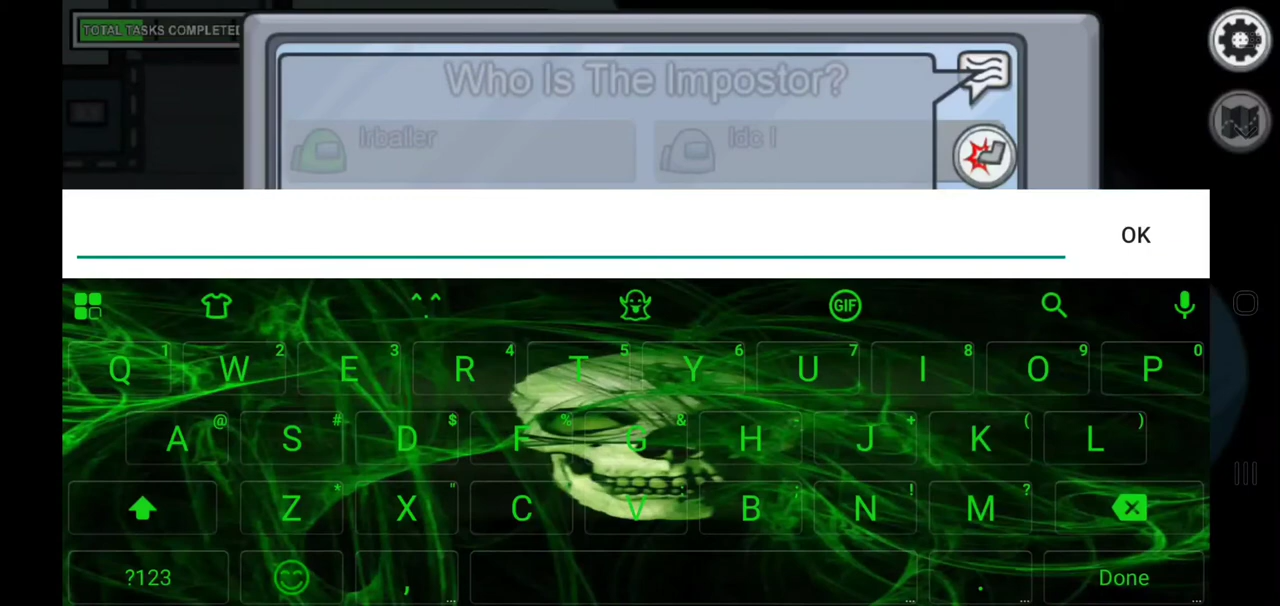 TOTAL TASKS COMPLETED
Who Is The Impostor?
lrballer
Idc I
OK
GIF
1 2 3 4 5 6 7 8 9 0
Q W E R T Y U I O P
@ # $ % & - + ( )
A S D F G H J K L
* " : ; ! ?
Z X C V B N M
?123 , . Done